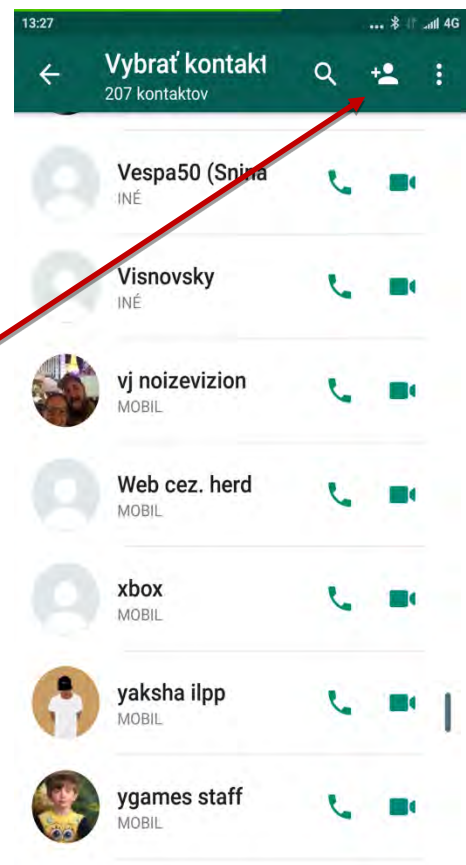 13:27 ... 4G
Vybrať kontakt
207 kontaktov
Vespa50 (Snina
INÉ
Visnovsky
INÉ
vj noizevizion
MOBIL
Web cez. herd
MOBIL
xbox
MOBIL
yaksha ilpp
MOBIL
ygames staff
MOBIL